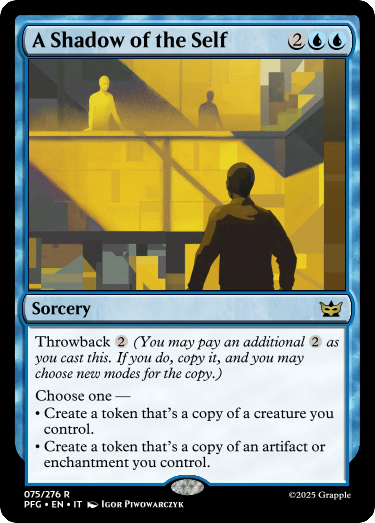 A Shadow of the Self 2
Sorcery
Throwback 2 (You may pay an additional 2 as
you cast this. If you do, copy it, and you may
choose new modes for the copy.)
Choose one —
• Create a token that's a copy of a creature you
control.
• Create a token that's a copy of an artifact or
enchantment you control.
075/276 R
PFG • EN • IT Igor Piwowarczyk
©2025 Grapple